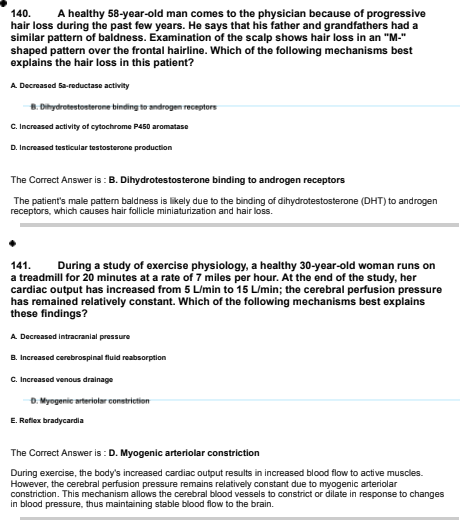 140. A healthy 58-year-old man comes to the physician because of progressive
hair loss during the past few years. He says that his father and grandfathers had a
similar pattern of baldness. Examination of the scalp shows hair loss in an "M-"
shaped pattern over the frontal hairline. Which of the following mechanisms best
explains the hair loss in this patient?
A. Decreased 5a-reductase activity
B. Dihydrotestosterone binding to androgen receptors
C. Increased activity of cytochrome P450 aromatase
D. Increased testicular testosterone production
The Correct Answer is : B. Dihydrotestosterone binding to androgen receptors
The patient's male pattern baldness is likely due to the binding of dihydrotestosterone (DHT) to androgen
receptors, which causes hair follicle miniaturization and hair loss.
141. During a study of exercise physiology, a healthy 30-year-old woman runs on
a treadmill for 20 minutes at a rate of 7 miles per hour. At the end of the study, her
cardiac output has increased from 5 L/min to 15 L/min; the cerebral perfusion pressure
has remained relatively constant. Which of the following mechanisms best explains
these findings?
A. Decreased intracranial pressure
B. Increased cerebrospinal fluid reabsorption
C. Increased venous drainage
D. Myogenic arteriolar constriction
E. Reflex bradycardia
The Correct Answer is : D. Myogenic arteriolar constriction
During exercise, the body's increased cardiac output results in increased blood flow to active muscles.
However, the cerebral perfusion pressure remains relatively constant due to myogenic arteriolar
constriction. This mechanism allows the cerebral blood vessels to constrict or dilate in response to changes
in blood pressure, thus maintaining stable blood flow to the brain.